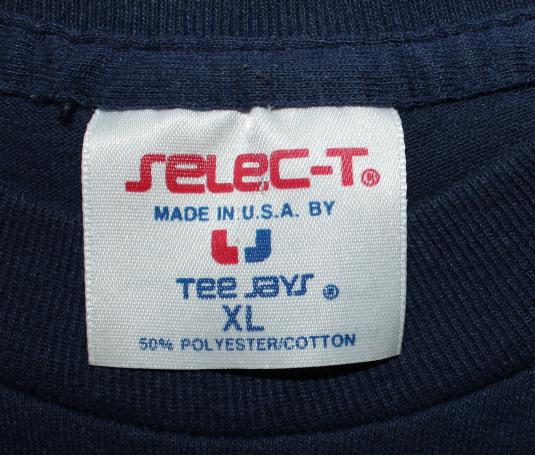 SELEC-T®
MADE IN U.S.A. BY
TEE JAYS ®
XL
50% POLYESTER/COTTON